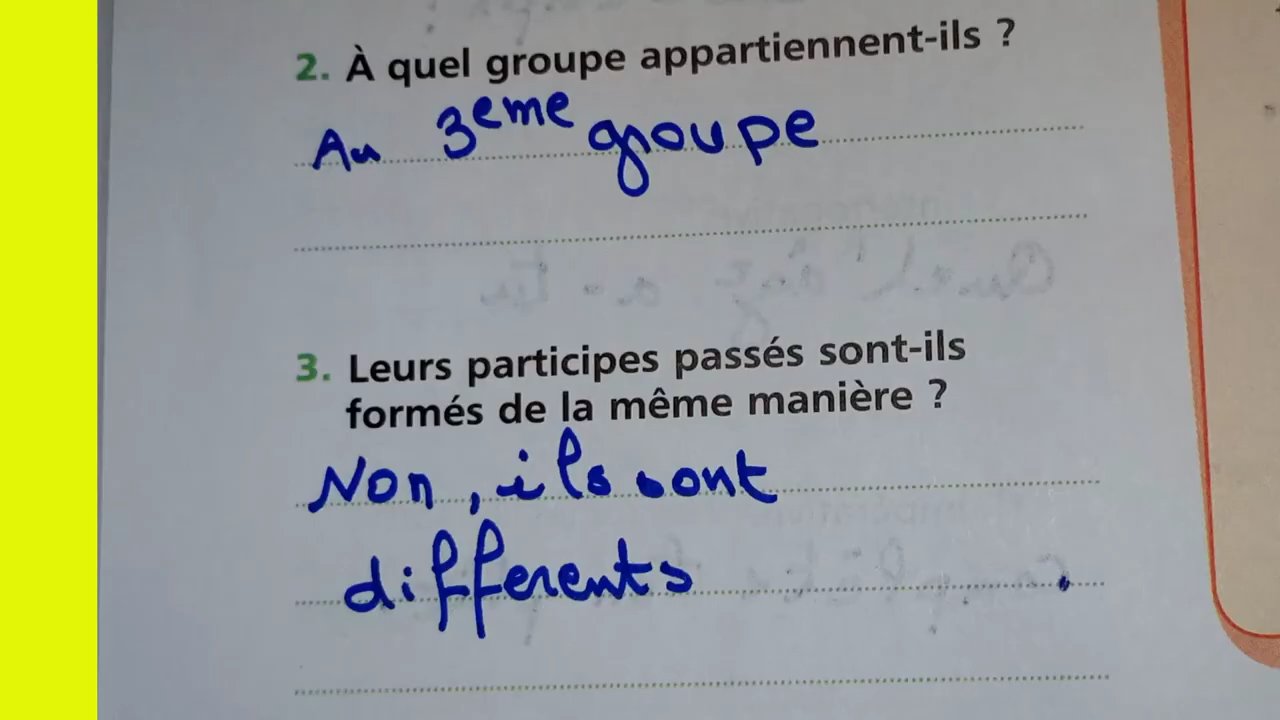 2. À quel groupe appartiennent-ils ?
Au 3eme groupe
3. Leurs participes passés sont-ils
formés de la même manière ?
Non, ils sont
differents